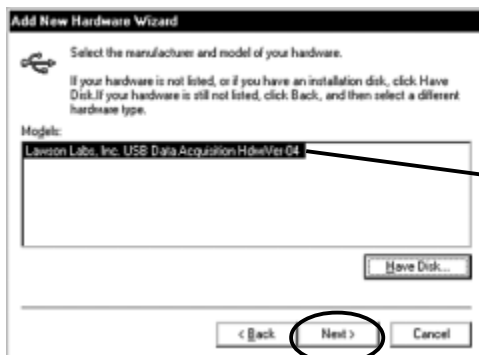 Add New Hardware Wizard
Select the manufacturer and model of your hardware.
If your hardware is not listed, or if you have an installation disk, click Have
Disk.If your hardware is still not listed, click Back, and then select a different
hardware type.
Models:
Lawson Labs, Inc. USB Data Acquisition HdwVer-04
Have Disk...
< Back
Next >
Cancel